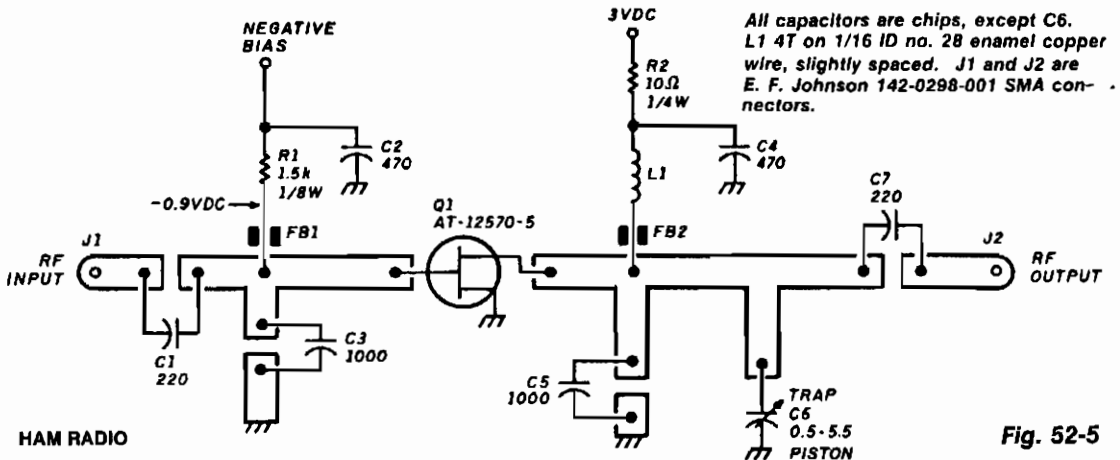 NEGATIVE
BIAS
3VDC
All capacitors are chips, except C6.
L1 4T on 1/16 ID no. 28 enamel copper
wire, slightly spaced. J1 and J2 are
E. F. Johnson 142-0298-001 SMA con-
nectors.
R2
10Ω
1/4W
C2
470
R1
1.5k
1/8W
C4
470
L1
C7
220
-0.9VDC
Q1
AT-12570-5
J1
FB1
FB2
J2
RF
INPUT
RF
OUTPUT
C3
1000
C1
220
C5
1000
TRAP
C6
0.5-5.5
PISTON
HAM RADIO
Fig. 52-5